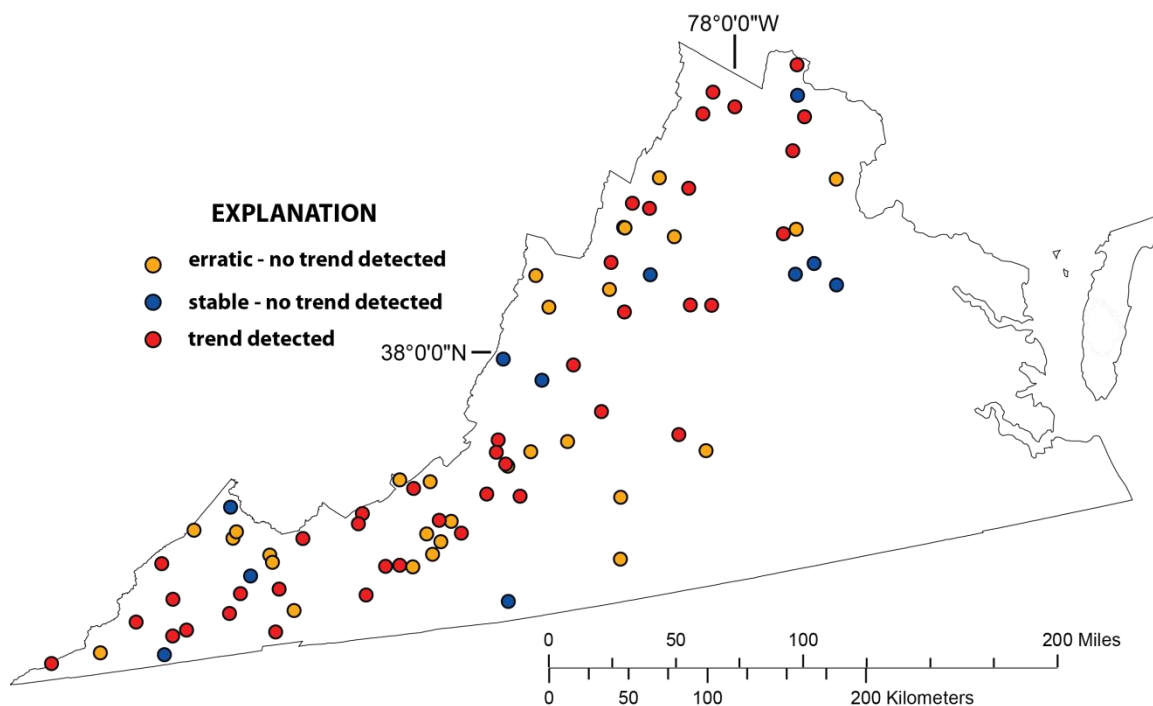 78°0'0"W
EXPLANATION
erratic - no trend detected
stable - no trend detected
trend detected
38°0'0"N
0 50 100 200 Miles
0 50 100 200 Kilometers